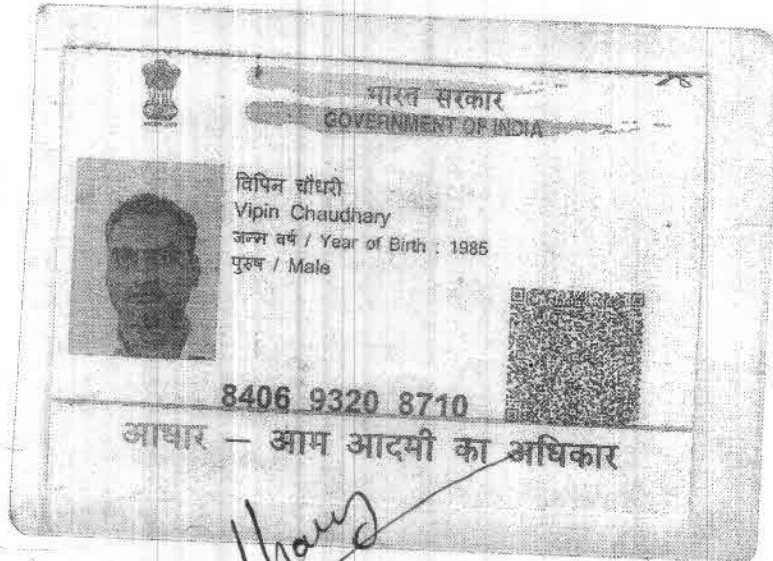 भारत सरकार
GOVERNMENT OF INDIA
विपिन चौधरी
Vipin Chaudhary
जन्म वर्ष / Year of Birth : 1985
पुरुष / Male
8406 9320 8710
आधार — आम आदमी का अधिकार